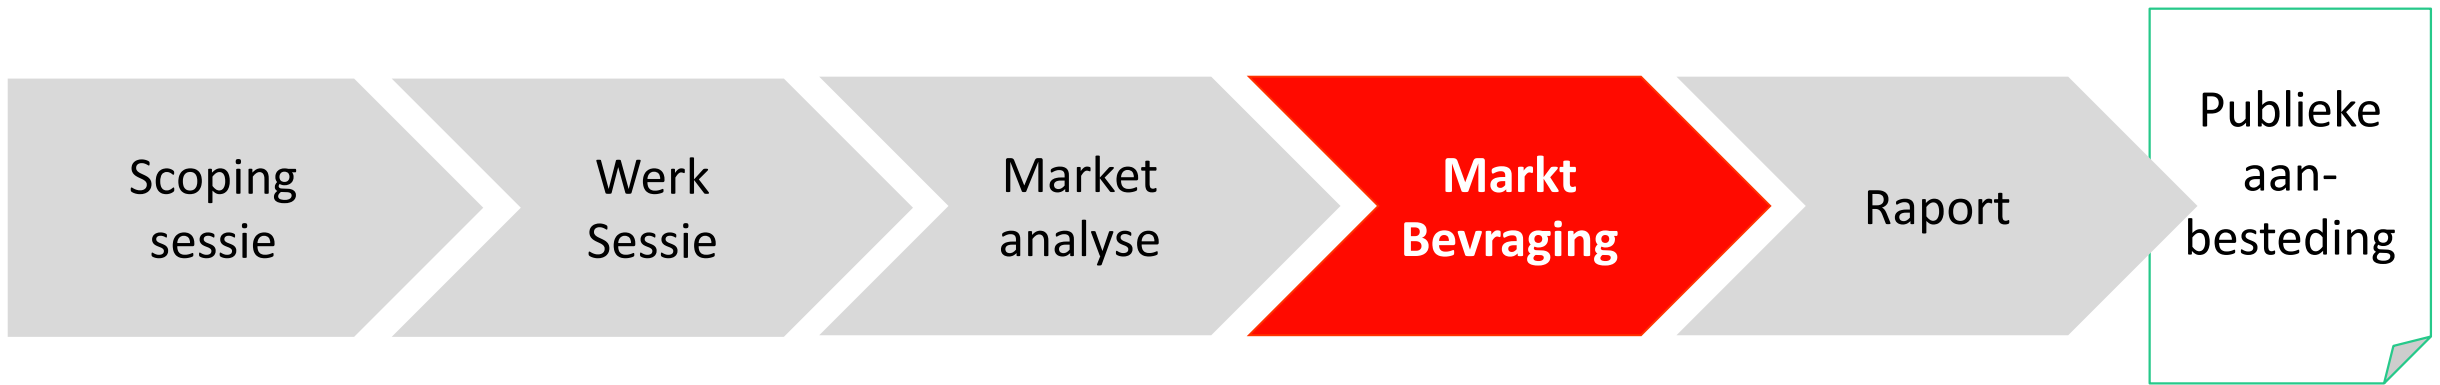 Scoping
sessie
Werk
Sessie
Market
analyse
Markt
Bevraging
Raport
Publieke
aan-
besteding